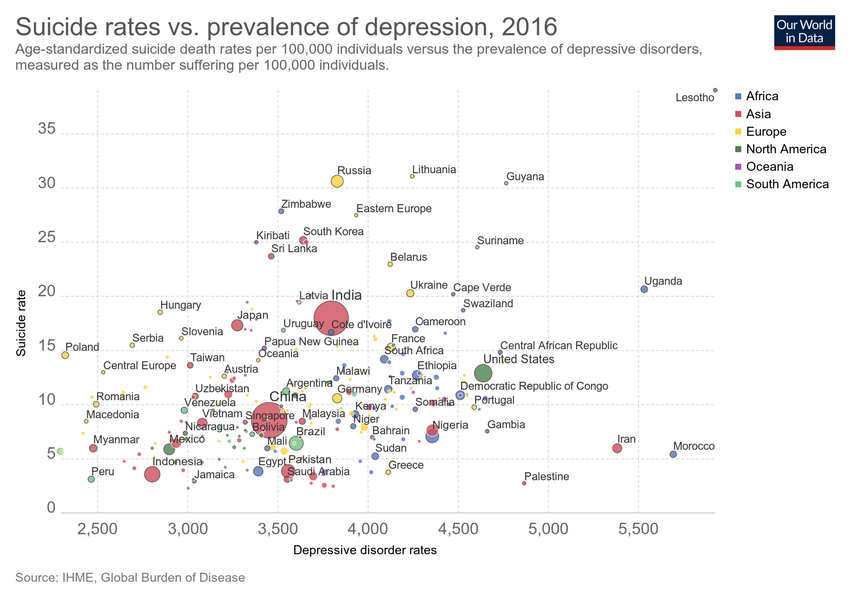 Suicide rates vs. prevalence of depression, 2016
Age-standardized suicide death rates per 100,000 individuals versus the prevalence of depressive disorders,
measured as the number suffering per 100,000 individuals.
Our World
in Data
Lesotho
Africa
Asia
Europe
North America
Oceania
South America
35
Russia
Lithuania
Guyana
30
Zimbabwe
Eastern Europe
25
Kiribati
South Korea
Suriname
Sri Lanka
Belarus
20
Hungary
Latvia
India
Ukraine
Cape Verde
Uganda
Swaziland
Japan
Uruguay
Cote d'Ivoire
Cameroon
Serbia
Slovenia
Papua New Guinea
France
Central African Republic
15
Poland
Taiwan
Oceania
South Africa
United States
Central Europe
Austria
Malawi
Ethiopia
Uzbekistan
Argentina
Germany
Tanzania
Democratic Republic of Congo
10
Romania
Venezuela
China
Kenya
Somalia
Portugal
Macedonia
Vietnam
Singapore
Malaysia
Niger
Nicaragua
Bolivia
Brazil
Bahrain
Nigeria
Gambia
5
Myanmar
Mexico
Mali
Sudan
Iran
Morocco
Peru
Indonesia
Jamaica
Egypt
Pakistan
Saudi Arabia
Greece
Palestine
0
2,500
3,000
3,500
4,000
4,500
5,000
5,500
Suicide rate
Depressive disorder rates
Source: IHME, Global Burden of Disease